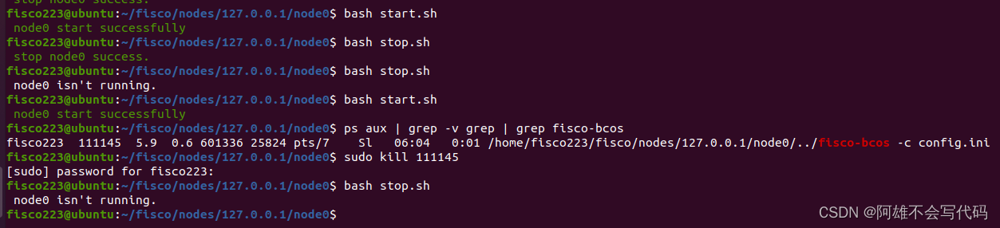 stop node0 success.
fisco223@ubuntu:~/fisco/nodes/127.0.0.1/node0$ bash start.sh
 node0 start successfully
fisco223@ubuntu:~/fisco/nodes/127.0.0.1/node0$ bash stop.sh
 stop node0 success.
fisco223@ubuntu:~/fisco/nodes/127.0.0.1/node0$ bash stop.sh
 node0 isn't running.
fisco223@ubuntu:~/fisco/nodes/127.0.0.1/node0$ bash start.sh
 node0 start successfully
fisco223@ubuntu:~/fisco/nodes/127.0.0.1/node0$ ps aux | grep -v grep | grep fisco-bcos
fisco223  111145  5.9  0.6 601336 25824 pts/7    Sl   06:04   0:01 /home/fisco223/fisco/nodes/127.0.0.1/node0/../fisco-bcos -c config.ini
fisco223@ubuntu:~/fisco/nodes/127.0.0.1/node0$ sudo kill 111145
[sudo] password for fisco223:
fisco223@ubuntu:~/fisco/nodes/127.0.0.1/node0$ bash stop.sh
 node0 isn't running.
fisco223@ubuntu:~/fisco/nodes/127.0.0.1/node0$
CSDN @阿雄不会写代码